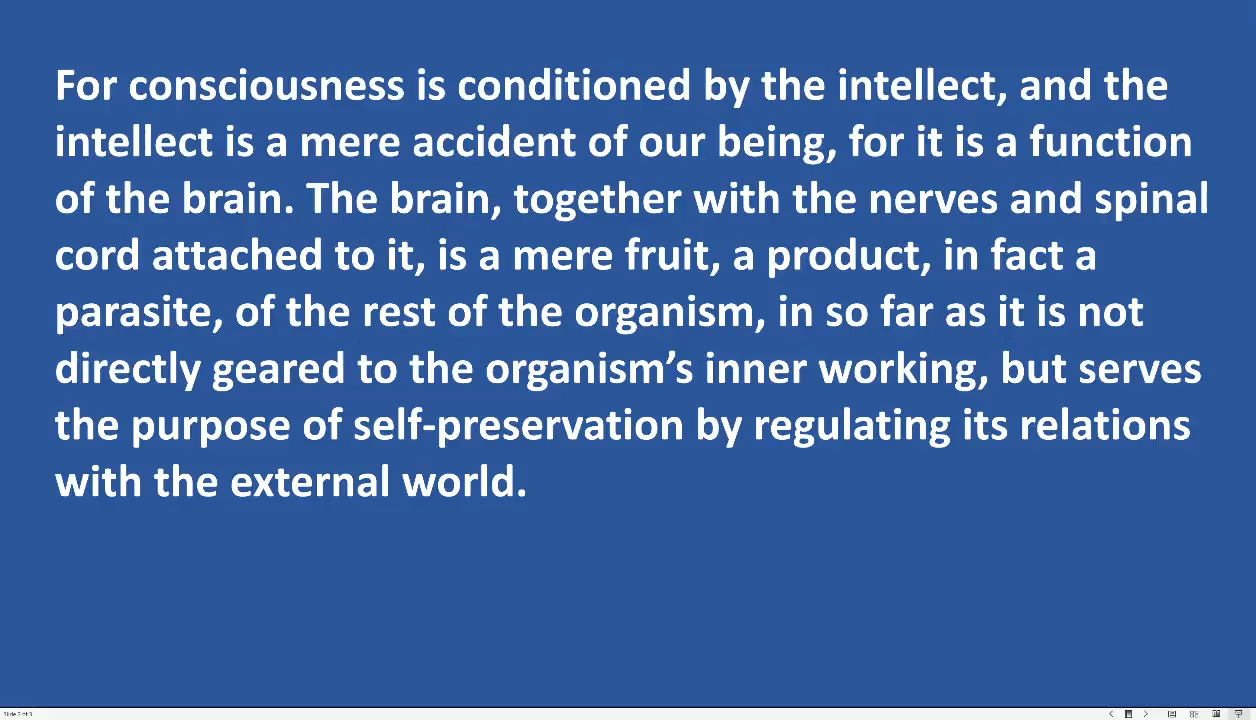 For consciousness is conditioned by the intellect, and the
intellect is a mere accident of our being, for it is a function
of the brain. The brain, together with the nerves and spinal
cord attached to it, is a mere fruit, a product, in fact a
parasite, of the rest of the organism, in so far as it is not
directly geared to the organism’s inner working, but serves
the purpose of self-preservation by regulating its relations
with the external world.
Slide 2 of 3